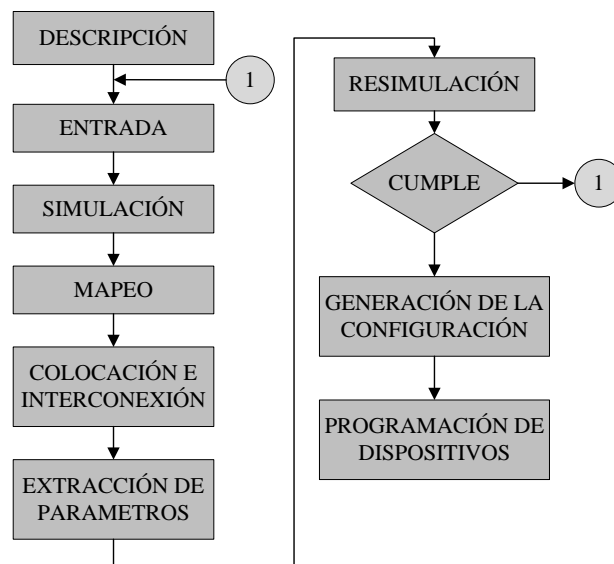 DESCRIPCIÓN
1
ENTRADA
SIMULACIÓN
MAPEO
COLOCACIÓN E
INTERCONEXIÓN
EXTRACCIÓN DE
PARAMETROS
RESIMULACIÓN
CUMPLE
1
GENERACIÓN DE LA
CONFIGURACIÓN
PROGRAMACIÓN DE
DISPOSITIVOS